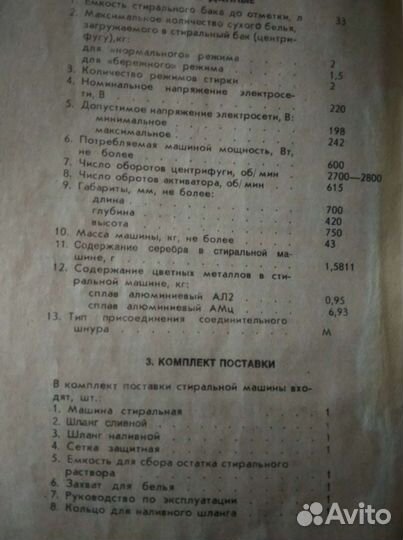 ДАННЫЕ
1. Емкость стирального бака до отметки, л 33
2. Максимальное количество сухого белья,
загружаемого в стиральный бак (центри-
фугу), кг:
для «нормального» режима . . . 2
для «бережного» режима . . . 1,5
3. Количество режимов стирки . . . 2
4. Номинальное напряжение электросе-
ти, В . . . 220
5. Допустимое напряжение электросети, В:
минимальное . . . 198
максимальное . . . 242
6. Потребляемая машиной мощность, Вт,
не более . . . 600
7. Число оборотов центрифуги, об/мин 2700—2800
8. Число обротов активатора, об/мин 615
9. Габариты, мм, не более:
длина . . . 700
глубина . . . 420
высота . . . 750
10. Масса машины, кг, не более . . . 43
11. Содержание серебра в стиральной ма-
шине, г . . . 1,5811
12. Содержание цветных металлов в сти-
ральной машине, кг:
сплав алюминиевый АЛ2 . . . 0,95
сплав алюминиевый АМц . . . 6,93
13. Тип присоединения соединительного
шнура . . . М
3. КОМПЛЕКТ ПОСТАВКИ
В комплект поставки стиральной машины вхо-
дят, шт.:
1. Машина стиральная . . . 1
2. Шланг сливной . . . 1
3. Шланг наливной . . . 1
4. Сетка защитная . . . 1
5. Емкость для сбора остатка стирального
раствора . . . 1
6. Захват для белья . . . 1
7. Руководство по эксплуатации . . . 1
8. Кольцо для наливного шланга . . . 1
Avito